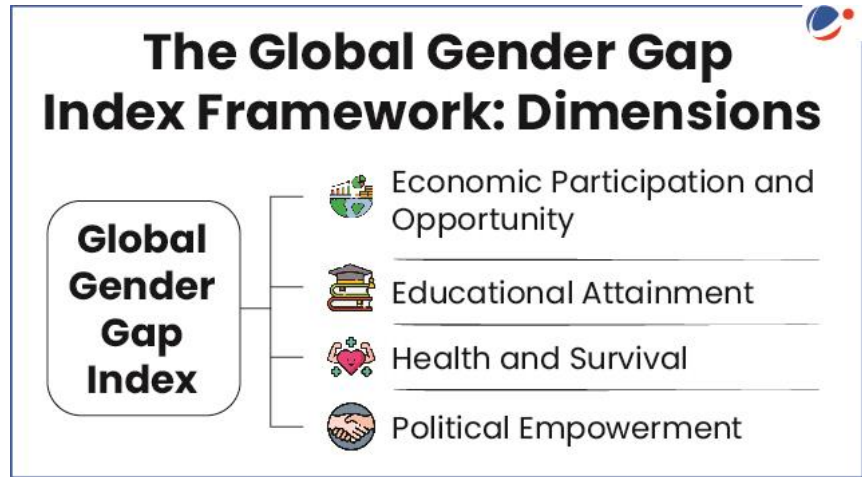 The Global Gender Gap
Index Framework: Dimensions
Global
Gender
Gap
Index
Economic Participation and
Opportunity
Educational Attainment
Health and Survival
Political Empowerment